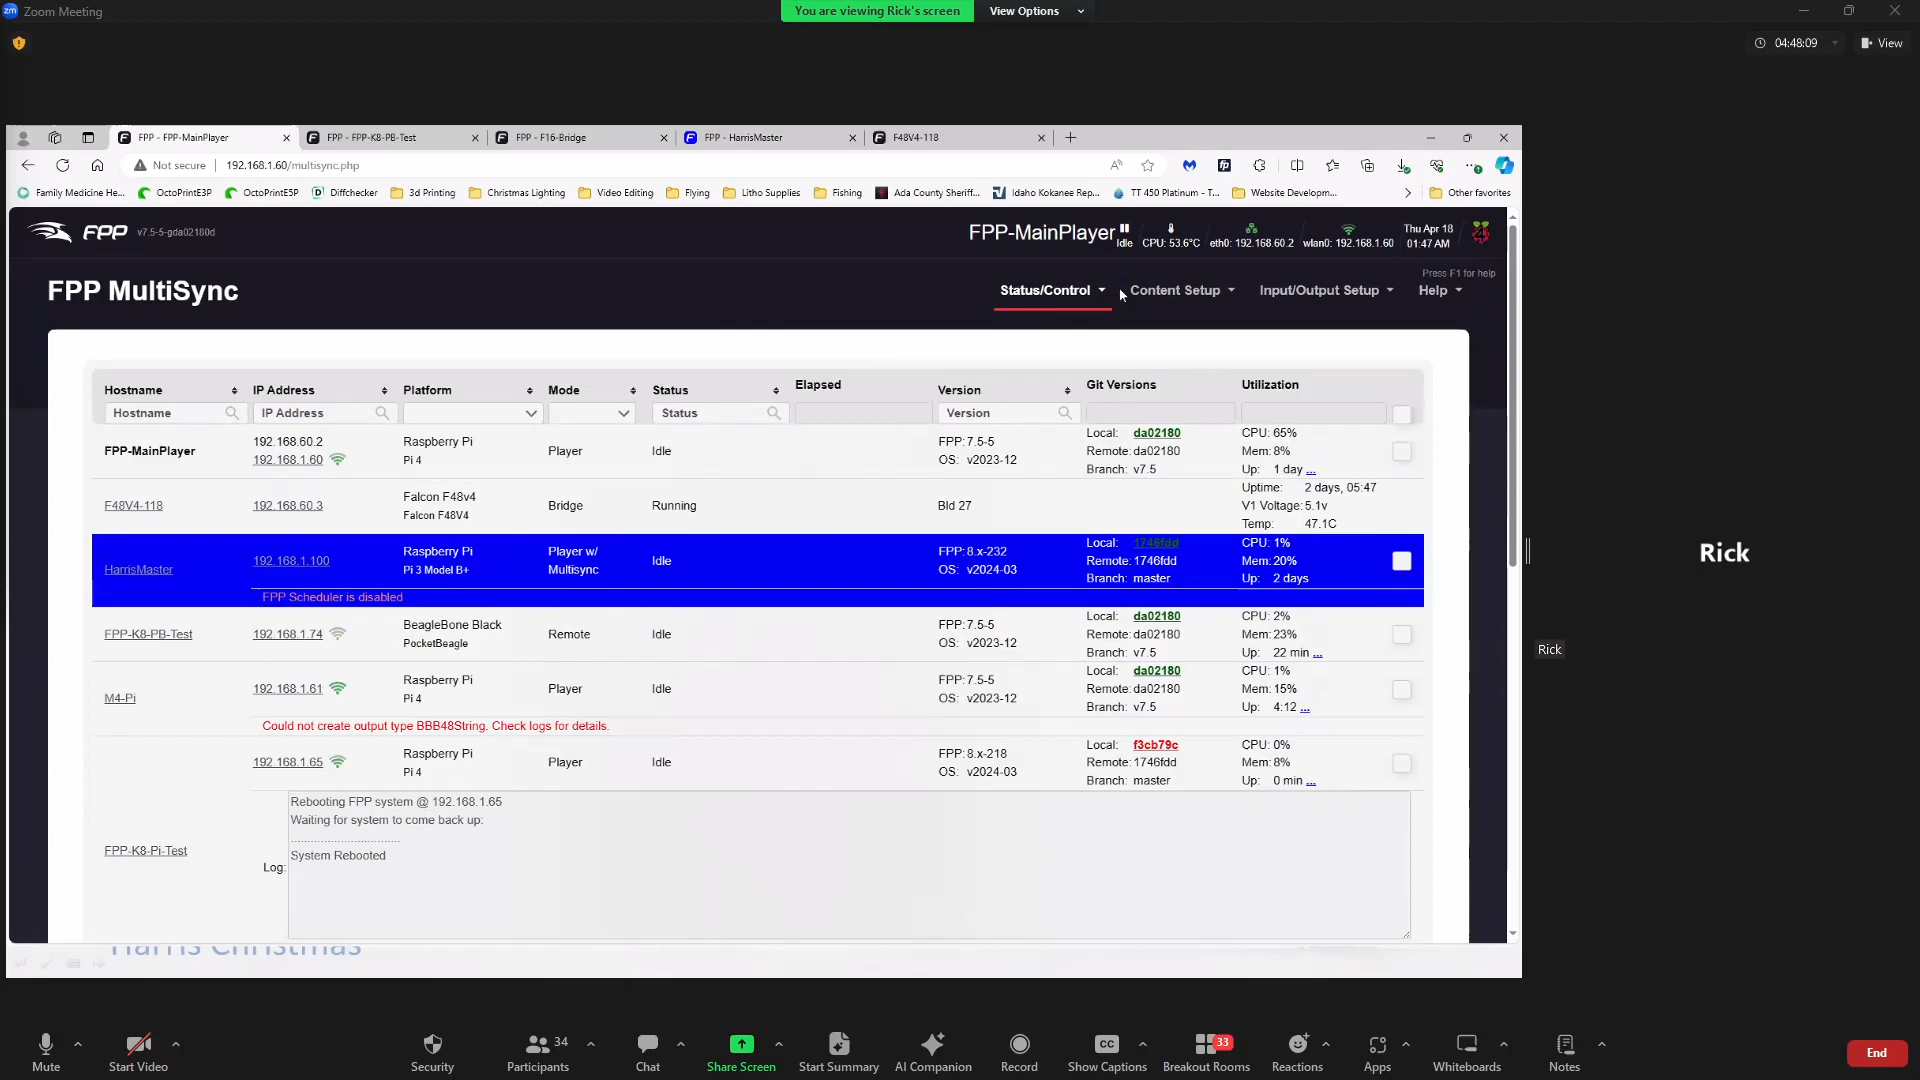 Zoom Meeting
You are viewing Rick's screen
View Options
04:48:09
View
FPP - FPP-MainPlayer
FPP - FPP-K8-PB-Test
FPP - F16-Bridge
FPP - HarrisMaster
F48V4-118
Not secure
192.168.1.60/multisync.php
Family Medicine He...
OctoPrintE3P
OctoPrintE5P
Diffchecker
3d Printing
Christmas Lighting
Video Editing
Flying
Litho Supplies
Fishing
Ada County Sheriff...
Idaho Kokanee Rep...
TT 450 Platinum - T...
Website Developm...
Other favorites
FPP
v7.5-5-gda02180d
FPP-MainPlayer
Idle
CPU: 53.6°C
eth0: 192.168.60.2
wlan0: 192.168.1.60
Thu Apr 18
01:47 AM
Press F1 for help
FPP MultiSync
Status/Control
Content Setup
Input/Output Setup
Help
Hostname IP Address Platform Mode Status Elapsed Version Git Versions Utilization
Hostname IP Address Status Version
FPP-MainPlayer
192.168.60.2
192.168.1.60
Raspberry Pi
Pi 4
Player
Idle
FPP: 7.5-5
OS: v2023-12
Local: da02180
Remote: da02180
Branch: v7.5
CPU: 65%
Mem: 8%
Up: 1 day ...
F48V4-118
192.168.60.3
Falcon F48v4
Falcon F48V4
Bridge
Running
Bld 27
Uptime: 2 days, 05:47
V1 Voltage: 5.1v
Temp: 47.1C
HarrisMaster
192.168.1.100
Raspberry Pi
Pi 3 Model B+
Player w/
Multisync
Idle
FPP: 8.x-232
OS: v2024-03
Local: 1746fdd
Remote: 1746fdd
Branch: master
CPU: 1%
Mem: 20%
Up: 2 days
FPP Scheduler is disabled
FPP-K8-PB-Test
192.168.1.74
BeagleBone Black
PocketBeagle
Remote
Idle
FPP: 7.5-5
OS: v2023-12
Local: da02180
Remote: da02180
Branch: v7.5
CPU: 2%
Mem: 23%
Up: 22 min ...
M4-Pi
192.168.1.61
Raspberry Pi
Pi 4
Player
Idle
FPP: 7.5-5
OS: v2023-12
Local: da02180
Remote: da02180
Branch: v7.5
CPU: 1%
Mem: 15%
Up: 4:12 ...
Could not create output type BBB48String. Check logs for details.
FPP-K8-Pi-Test
192.168.1.65
Raspberry Pi
Pi 4
Player
Idle
FPP: 8.x-218
OS: v2024-03
Local: f3cb79c
Remote: 1746fdd
Branch: master
CPU: 0%
Mem: 8%
Up: 0 min ...
Log:
Rebooting FPP system @ 192.168.1.65
Waiting for system to come back up:
..................................
System Rebooted
Harris Christmas
Rick
Rick
Mute
Start Video
Security
34
Participants
Chat
Share Screen
Start Summary
AI Companion
Record
CC
Show Captions
33
Breakout Rooms
Reactions
Apps
Whiteboards
Notes
End